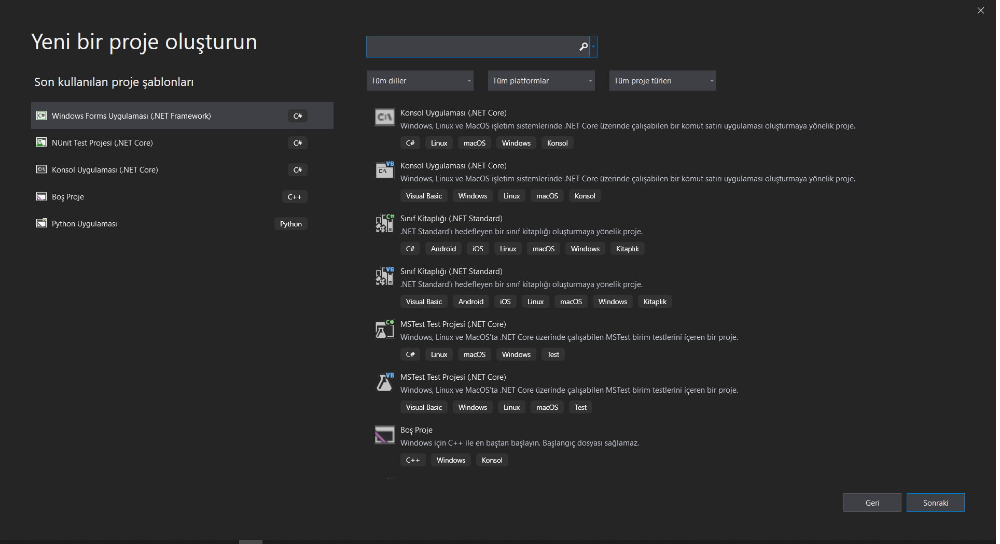 Yeni bir proje oluşturun
Son kullanılan proje şablonları
Windows Forms Uygulaması (.NET Framework) C#
NUnit Test Projesi (.NET Core) C#
Konsol Uygulaması (.NET Core) C#
Boş Proje C++
Python Uygulaması Python
Tüm diller Tüm platformlar Tüm proje türleri
Konsol Uygulaması (.NET Core)
Windows, Linux ve MacOS işletim sistemlerinde .NET Core üzerinde çalışabilen bir komut satırı uygulaması oluşturmaya yönelik proje.
C# Linux macOS Windows Konsol
Konsol Uygulaması (.NET Core)
Windows, Linux ve MacOS işletim sistemlerinde .NET Core üzerinde çalışabilen bir komut satırı uygulaması oluşturmaya yönelik proje.
Visual Basic Windows Linux macOS Konsol
Sınıf Kitaplığı (.NET Standard)
.NET Standard'ı hedefleyen bir sınıf kitaplığı oluşturmaya yönelik proje.
C# Android iOS Linux macOS Windows Kitaplık
Sınıf Kitaplığı (.NET Standard)
.NET Standard'ı hedefleyen bir sınıf kitaplığı oluşturmaya yönelik proje.
Visual Basic Android iOS Linux macOS Windows Kitaplık
MSTest Test Projesi (.NET Core)
Windows, Linux ve MacOS'ta .NET Core üzerinde çalışabilen MSTest birim testlerini içeren bir proje.
C# Linux macOS Windows Test
MSTest Test Projesi (.NET Core)
Windows, Linux ve MacOS'ta .NET Core üzerinde çalışabilen MSTest birim testlerini içeren bir proje.
Visual Basic Windows Linux macOS Test
Boş Proje
Windows için C++ ile en baştan başlayın. Başlangıç dosyası sağlamaz.
C++ Windows Konsol
Geri Sonraki